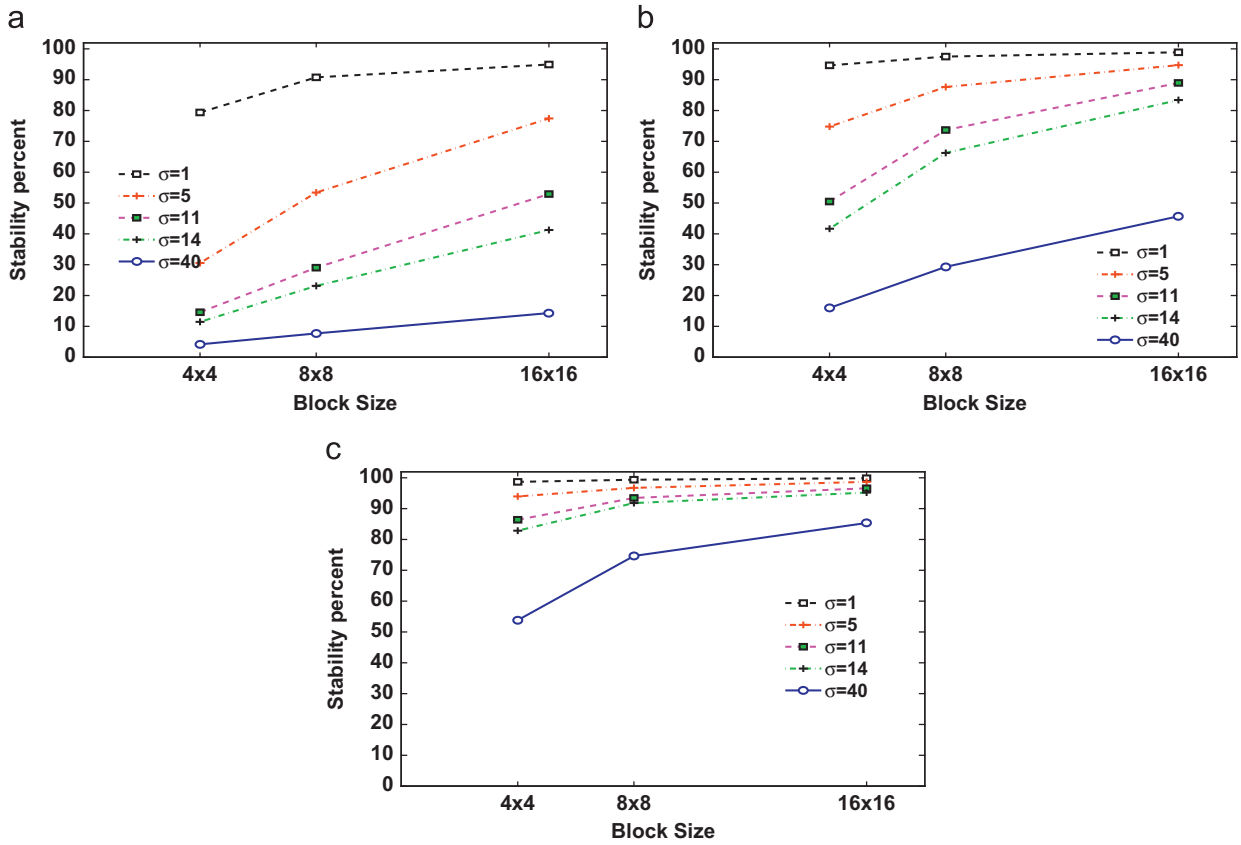 a
100
90
80
70
60
50
40
30
20
10
0
Stability percent
σ=1
σ=5
σ=11
σ=14
σ=40
4x4
8x8
16x16
Block Size
b
100
90
80
70
60
50
40
30
20
10
0
Stability percent
σ=1
σ=5
σ=11
σ=14
σ=40
4x4
8x8
16x16
Block Size
c
100
90
80
70
60
50
40
30
20
10
0
Stability percent
σ=1
σ=5
σ=11
σ=14
σ=40
4x4
8x8
16x16
Block Size